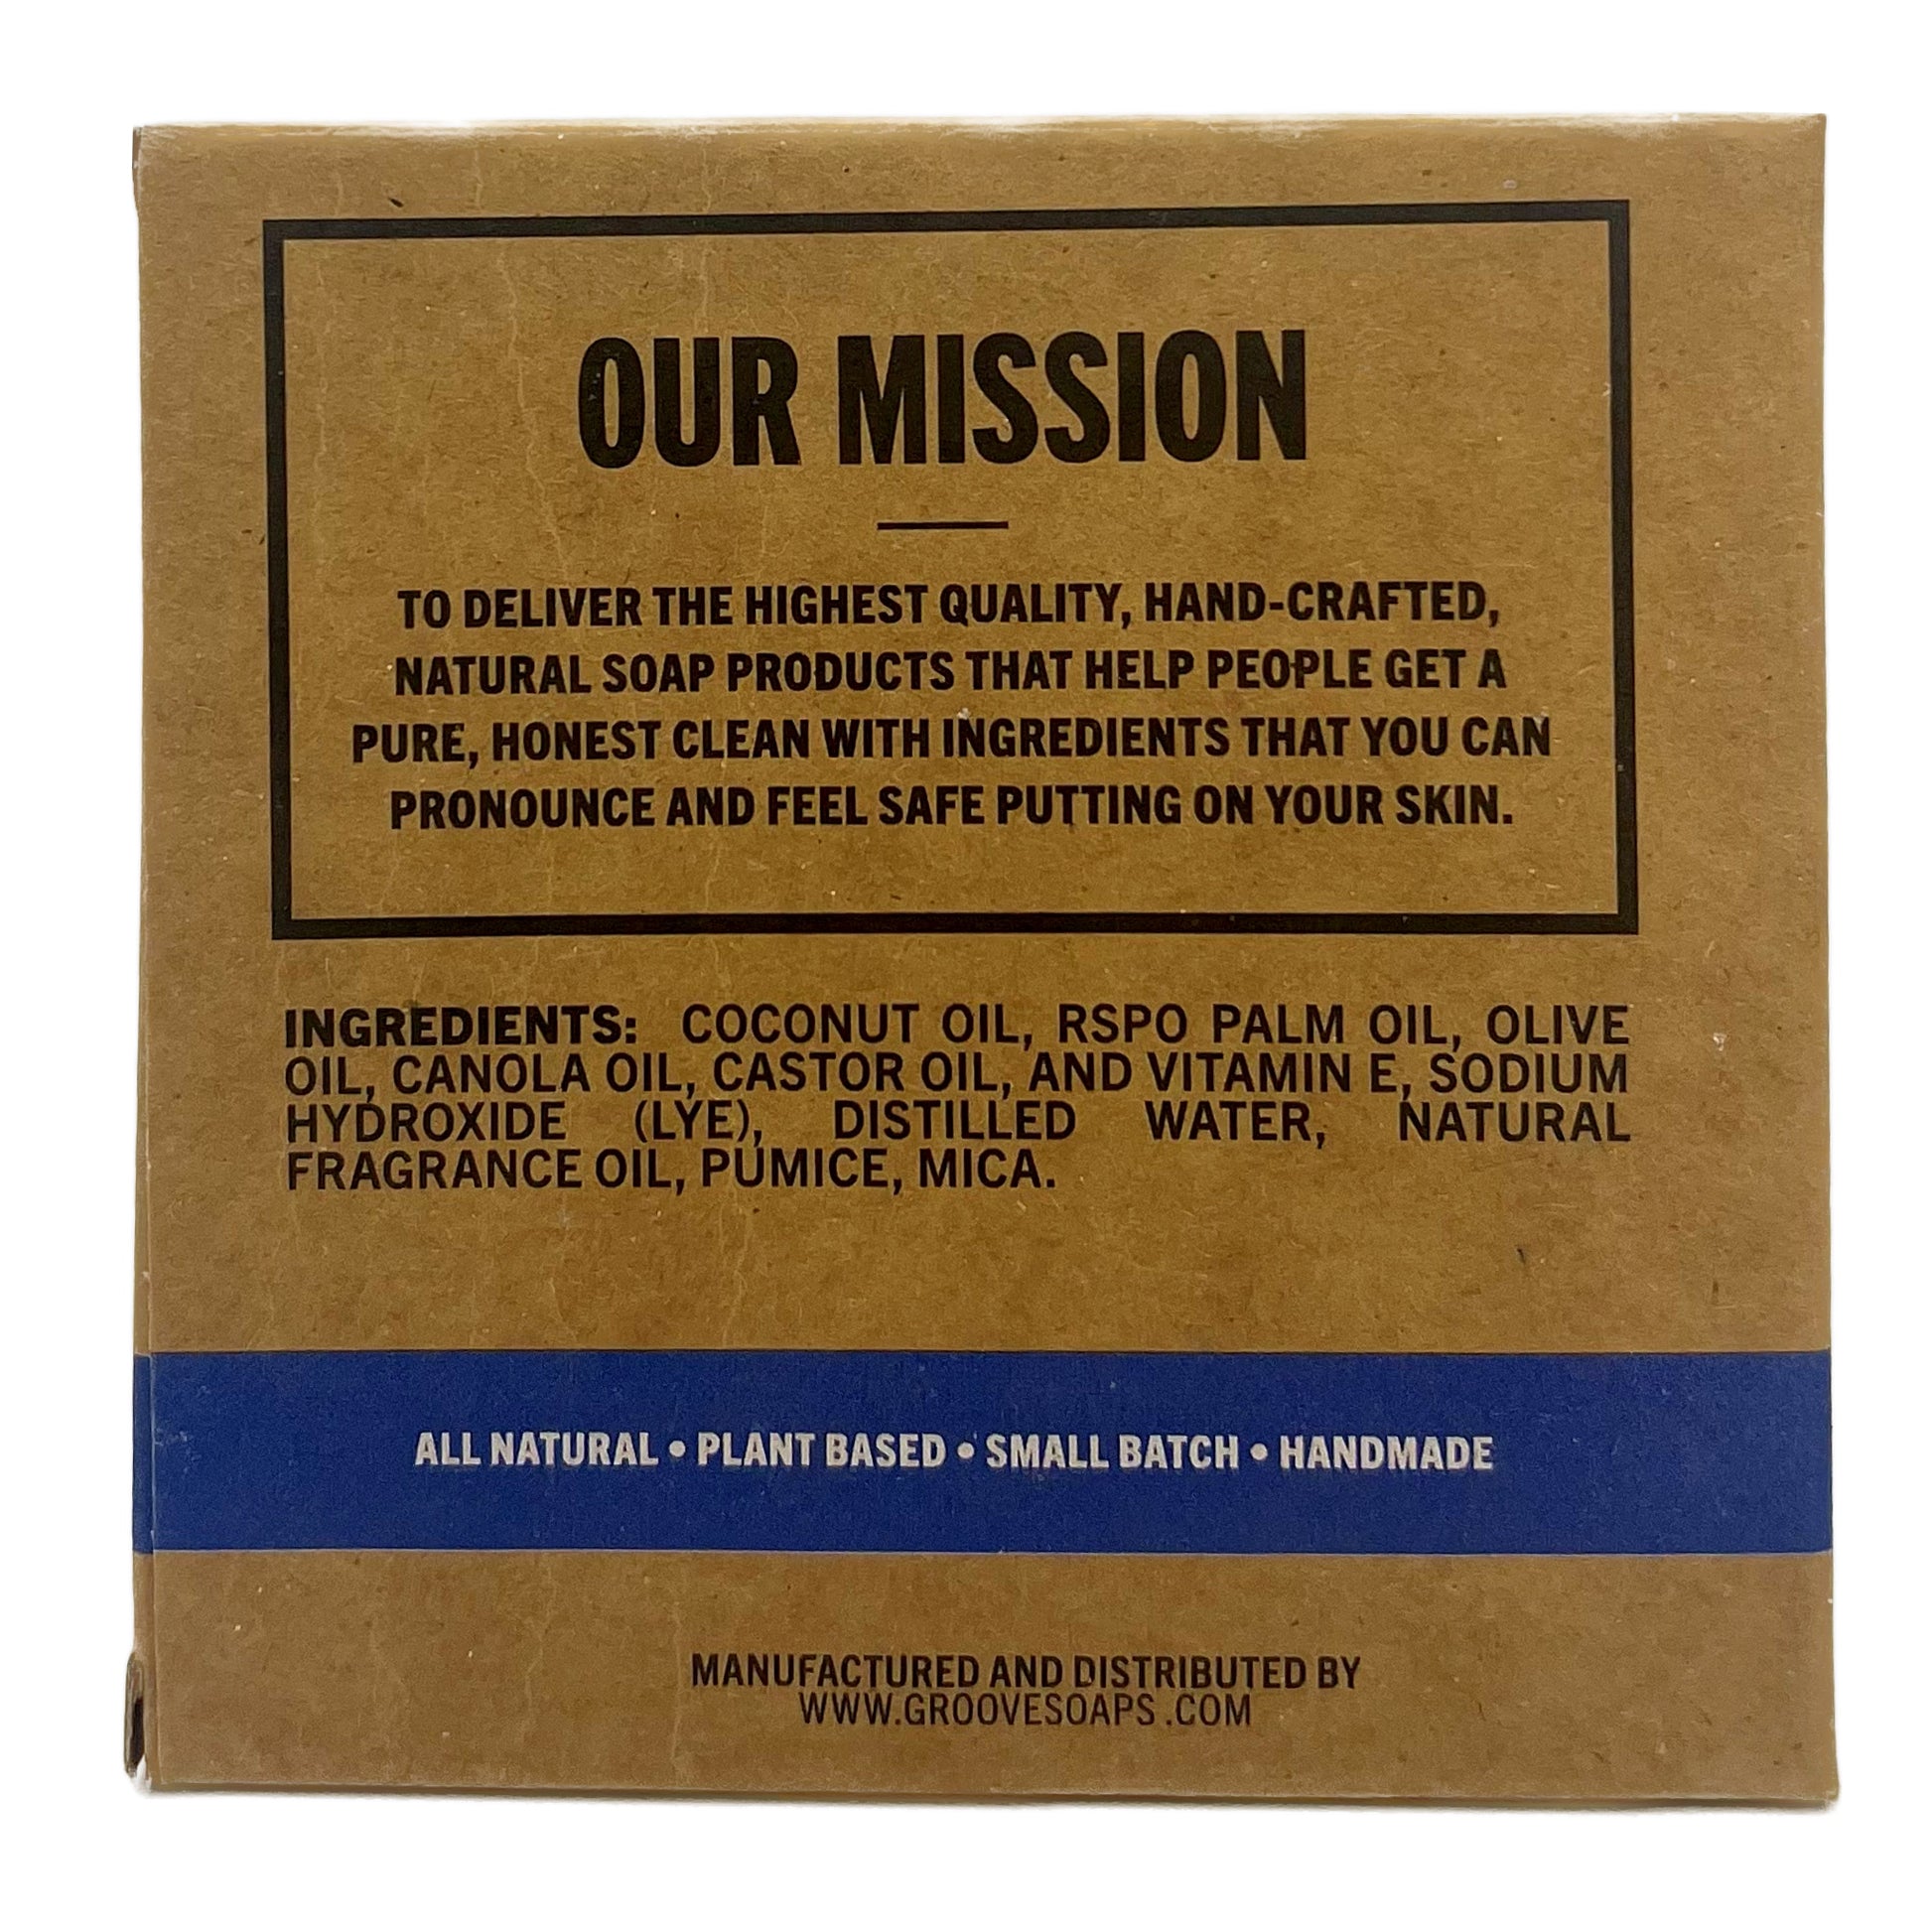 OUR MISSION
TO DELIVER THE HIGHEST QUALITY, HAND-CRAFTED,
NATURAL SOAP PRODUCTS THAT HELP PEOPLE GET A
PURE, HONEST CLEAN WITH INGREDIENTS THAT YOU CAN
PRONOUNCE AND FEEL SAFE PUTTING ON YOUR SKIN.
INGREDIENTS: COCONUT OIL, RSPO PALM OIL, OLIVE
OIL, CANOLA OIL, CASTOR OIL, AND VITAMIN E, SODIUM
HYDROXIDE (LYE), DISTILLED WATER, NATURAL
FRAGRANCE OIL, PUMICE, MICA.
ALL NATURAL • PLANT BASED • SMALL BATCH • HANDMADE
MANUFACTURED AND DISTRIBUTED BY
WWW.GROOVESOAPS .COM